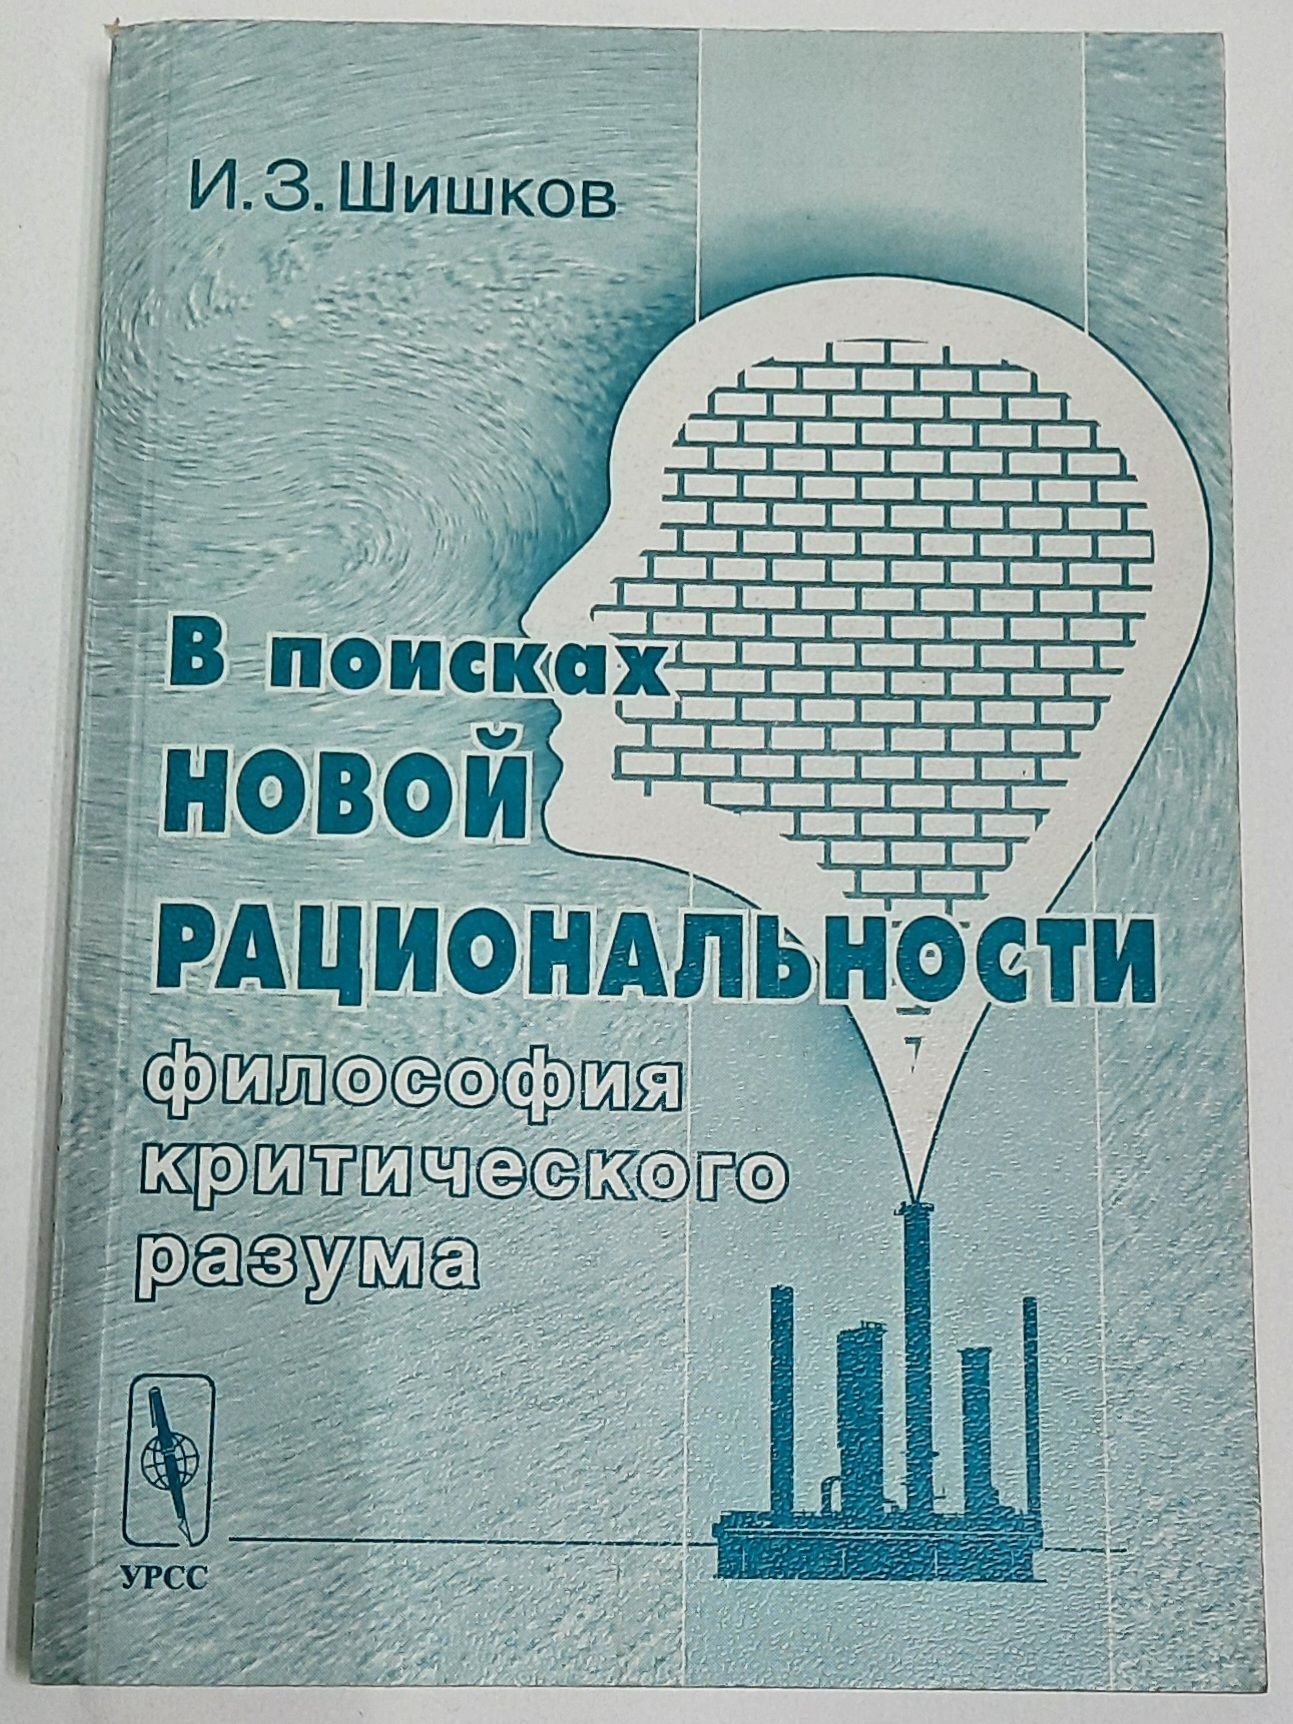 И.З. Шишков
В поисках
НОВОЙ
РАЦИОНАЛЬНОСТИ
философия
критического
разума
УРСС